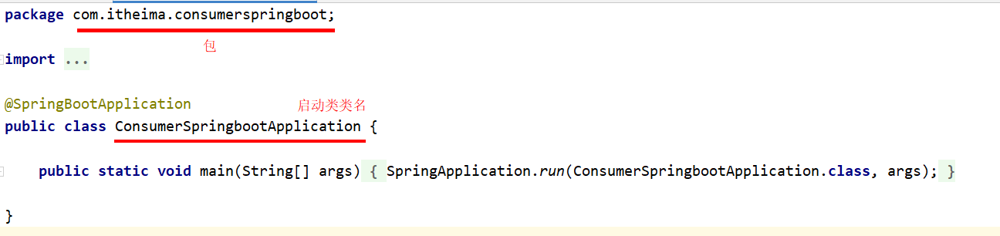 package com.itheima.consumerspringboot;
包
import ...
@SpringBootApplication
启动类类名
public class ConsumerSpringbootApplication {
public static void main(String[] args) { SpringApplication.run(ConsumerSpringbootApplication.class, args); }
}